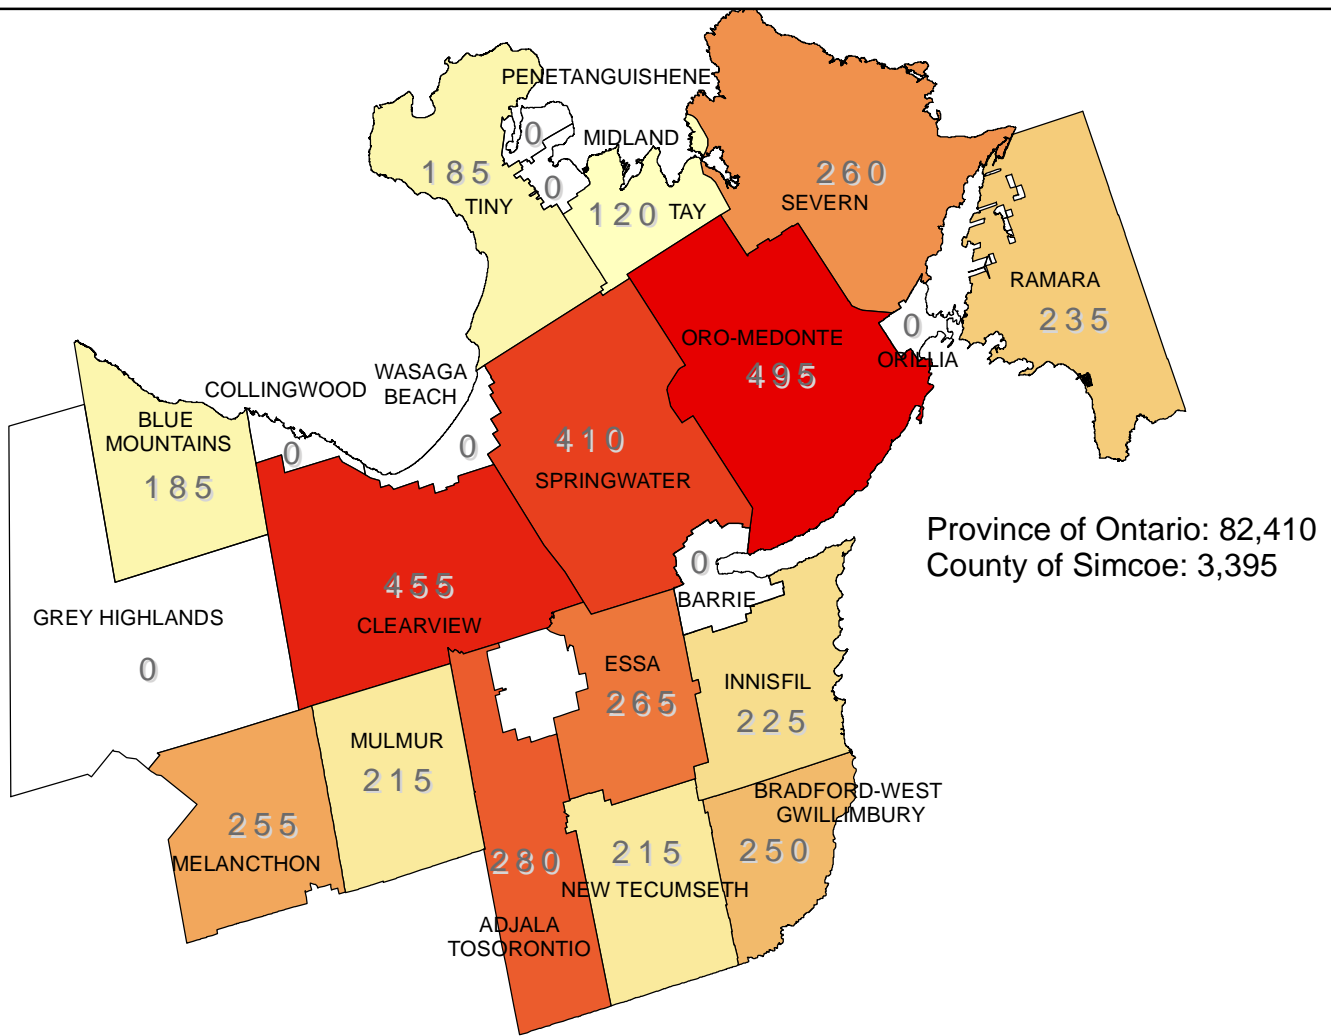 PENETANGUISHENE
0
MIDLAND
185
0
260
TINY
120 TAY
SEVERN
RAMARA
235
0
ORILLIA
ORO-MEDONTE
495
WASAGA
BEACH
COLLINGWOOD
BLUE
MOUNTAINS
185
0
0
410
SPRINGWATER
Province of Ontario: 82,410
County of Simcoe: 3,395
0
BARRIE
455
CLEARVIEW
GREY HIGHLANDS
0
ESSA
265
INNISFIL
225
MULMUR
215
BRADFORD-WEST
GWILLIMBURY
250
255
MELANCTHON
280
215
NEW TECUMSETH
ADJALA
TOSORONTIO